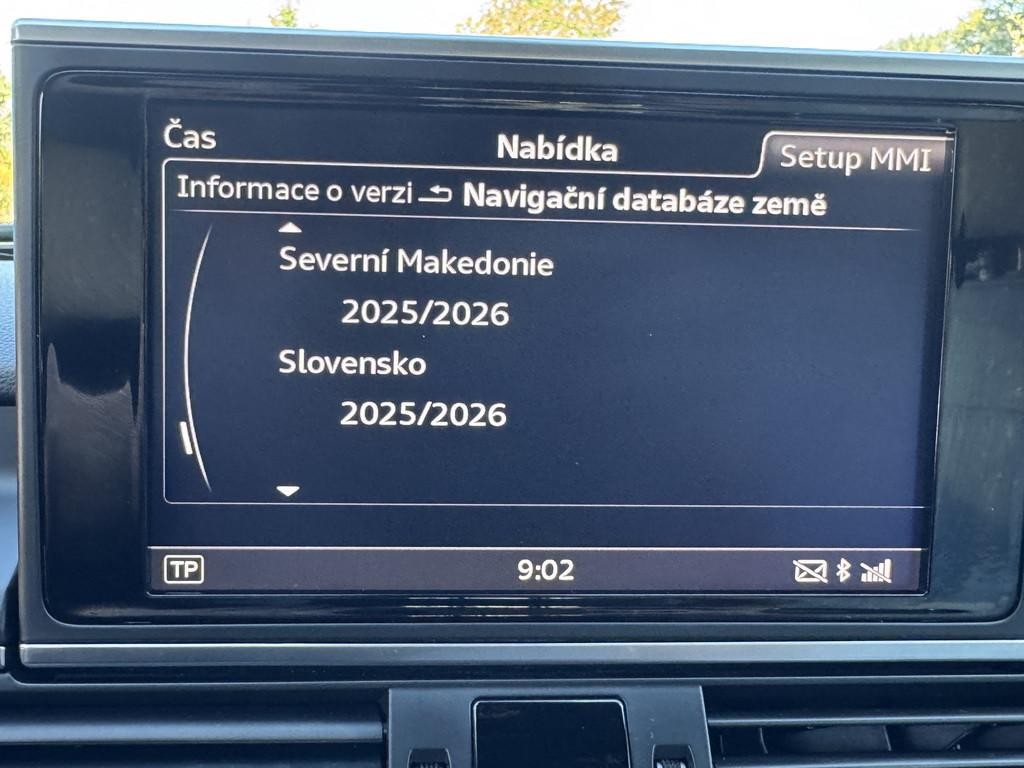 Čas
Nabídka
Setup MMI
Informace o verzi Navigační databáze země
Severní Makedonie
2025/2026
Slovensko
2025/2026
TP
9:02